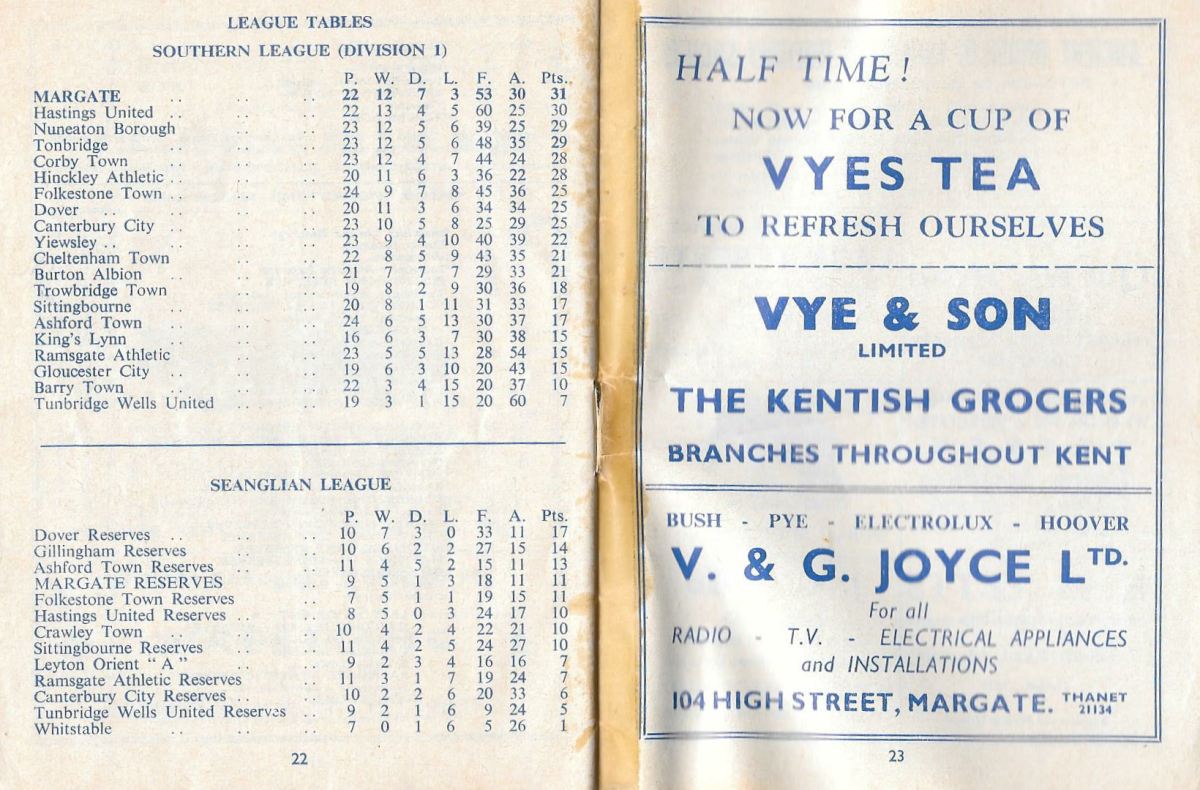 LEAGUE TABLES
SOUTHERN LEAGUE (DIVISION 1)
P. W. D. L. F. A. Pts.
MARGATE .. .. .. 22 12 7 3 53 30 31
Hastings United .. .. .. 22 13 4 5 60 25 30
Nuneaton Borough .. .. 23 12 5 6 39 25 29
Tonbridge .. .. .. 23 12 5 6 48 35 29
Corby Town .. .. .. 23 12 4 7 44 24 28
Hinckley Athletic .. .. .. 20 11 6 3 36 22 28
Folkestone Town .. .. .. 24 9 7 8 45 36 25
Dover .. .. .. 20 11 3 6 34 34 25
Canterbury City .. .. .. 23 10 5 8 25 29 25
Yiewsley .. .. .. .. 23 9 4 10 40 39 22
Cheltenham Town .. .. 22 8 5 9 43 35 21
Burton Albion .. .. .. 21 7 7 7 29 33 21
Trowbridge Town .. .. 19 8 2 9 30 36 18
Sittingbourne .. .. .. 20 8 1 11 31 33 17
Ashford Town .. .. .. 24 6 5 13 30 37 17
King's Lynn .. .. .. 16 6 3 7 30 38 15
Ramsgate Athletic .. .. 23 5 5 13 28 54 15
Gloucester City .. .. .. 19 6 3 10 20 43 15
Barry Town .. .. .. 22 3 4 15 20 37 10
Tunbridge Wells United .. .. 19 3 1 15 20 60 7
SEANGLIAN LEAGUE
P. W. D. L. F. A. Pts.
Dover Reserves .. .. .. 10 7 3 0 33 11 17
Gillingham Reserves .. .. 10 6 2 2 27 15 14
Ashford Town Reserves .. .. 11 4 5 2 15 11 13
MARGATE RESERVES .. .. 9 5 1 3 18 11 11
Folkestone Town Reserves .. 7 5 1 1 19 15 11
Hastings United Reserves .. .. 8 5 0 3 24 17 10
Crawley Town .. .. .. 10 4 2 4 22 21 10
Sittingbourne Reserves .. .. 11 4 2 5 24 27 10
Leyton Orient "A" .. .. 9 2 3 4 16 16 7
Ramsgate Athletic Reserves .. 11 3 1 7 19 24 7
Canterbury City Reserves .. .. 10 2 2 6 20 33 6
Tunbridge Wells United Reserves .. 9 2 1 6 9 24 5
Whitstable .. .. .. 7 0 1 6 5 26 1
22
HALF TIME!
NOW FOR A CUP OF
VYES TEA
TO REFRESH OURSELVES
VYE & SON
LIMITED
THE KENTISH GROCERS
BRANCHES THROUGHOUT KENT
BUSH - PYE - ELECTROLUX - HOOVER
V. & G. JOYCE LTD.
For all
RADIO - T.V. - ELECTRICAL APPLIANCES
and INSTALLATIONS
104 HIGH STREET, MARGATE. THANET 21134
23